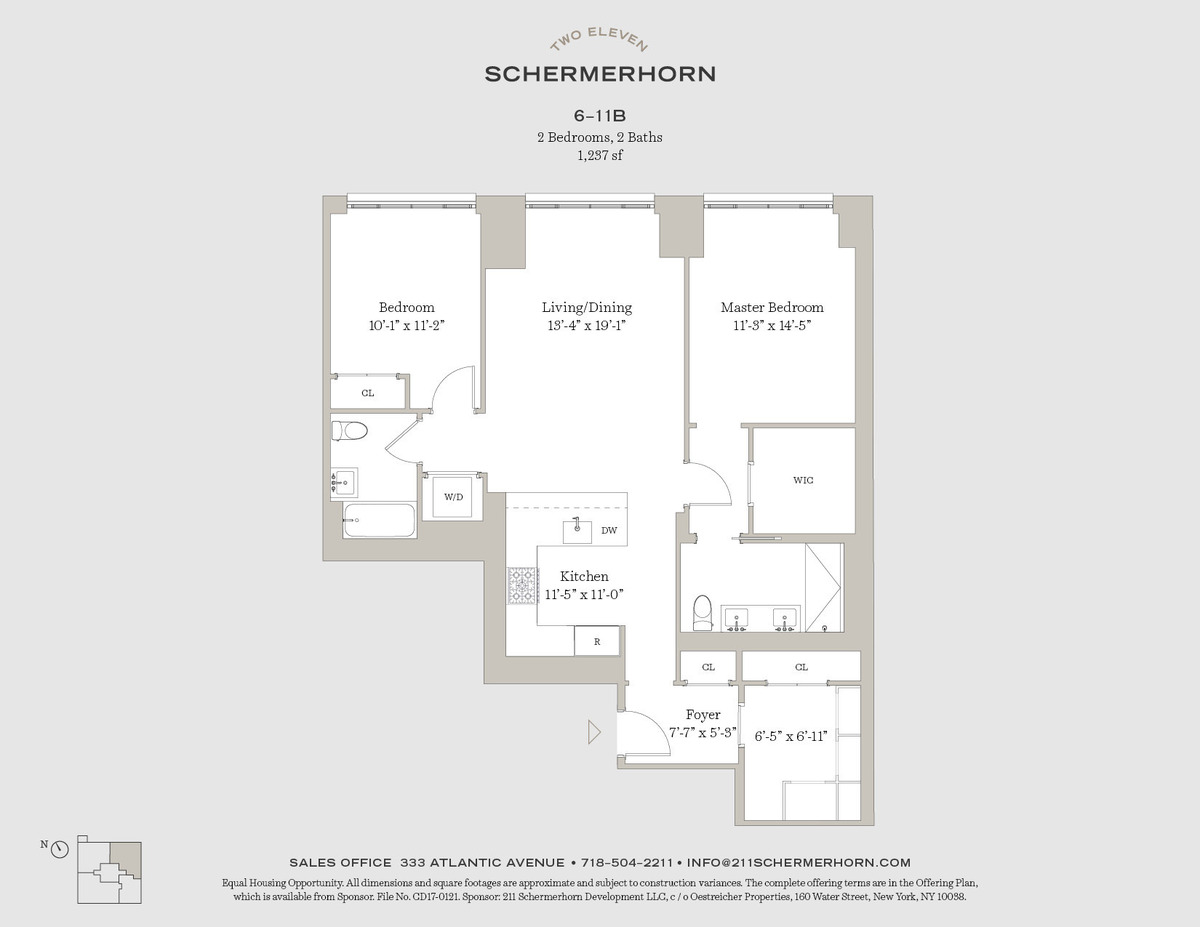 TWO ELEVEN
SCHERMERHORN
6–11B
2 Bedrooms, 2 Baths
1,237 sf
Bedroom
10'-1" x 11'-2"
Living/Dining
13'-4" x 19'-1"
Master Bedroom
11'-3" x 14'-5"
CL
W/D
WIC
DW
Kitchen
11'-5" x 11'-0"
R
CL
CL
Foyer
7'-7" x 5'-3"
6'-5" x 6'-11"
N
SALES OFFICE 333 ATLANTIC AVENUE • 718–504–2211 • INFO@211SCHERMERHORN.COM
Equal Housing Opportunity. All dimensions and square footages are approximate and subject to construction variances. The complete offering terms are in the Offering Plan,
which is available from Sponsor. File No. CD17-0121. Sponsor: 211 Schermerhorn Development LLC, c / o Oestreicher Properties, 160 Water Street, New York, NY 10038.